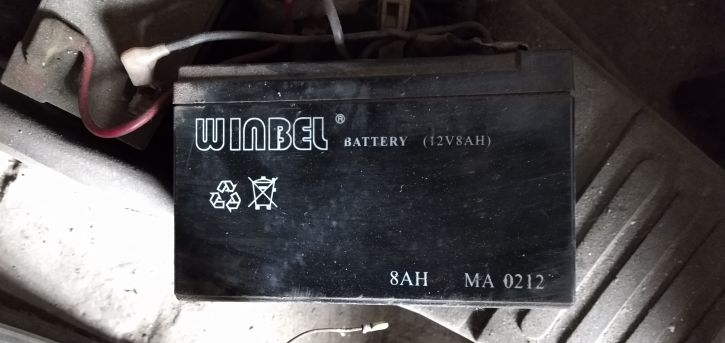 WINBEL® BATTERY (12V8AH)
8AH MA 0212